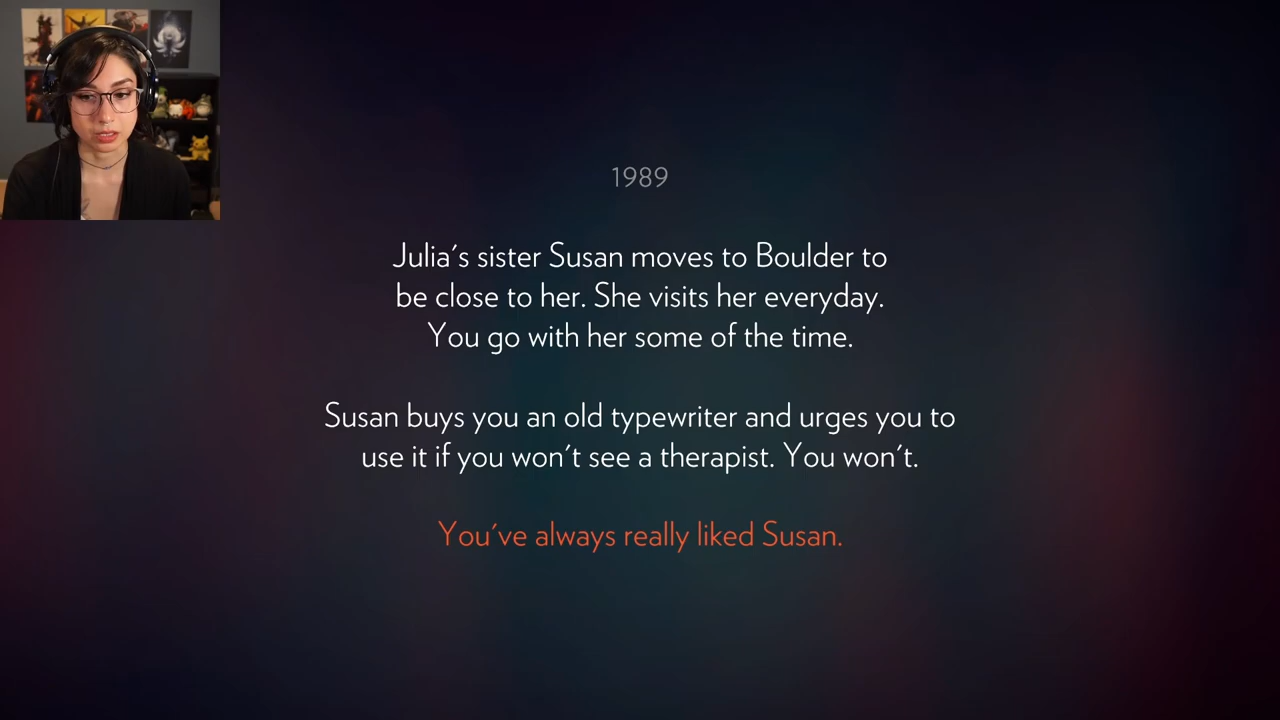 1989
Julia's sister Susan moves to Boulder to
be close to her. She visits her everyday.
You go with her some of the time.
Susan buys you an old typewriter and urges you to
use it if you won't see a therapist. You won't.
You've always really liked Susan.